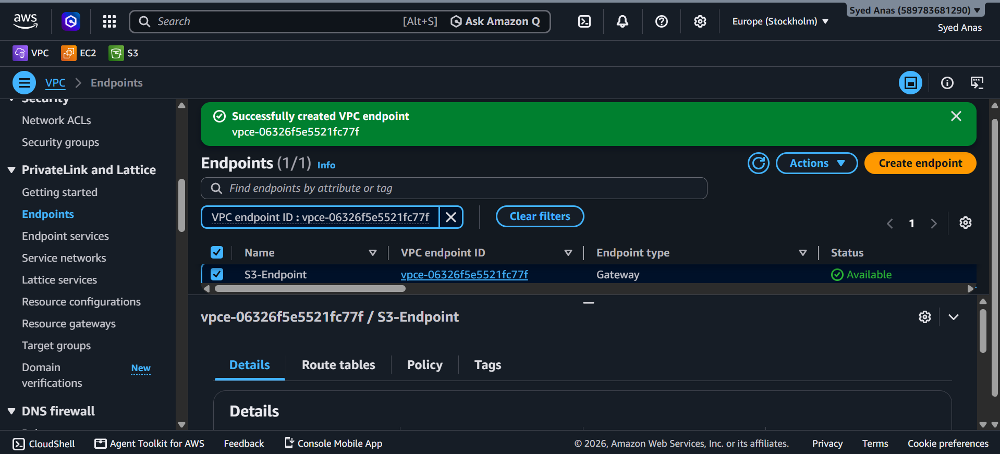 aws
Search
[Alt+S]
Ask Amazon Q
Europe (Stockholm)
Syed Anas (589783681290)
Syed Anas
VPC
EC2
S3
VPC
Endpoints
Security
Network ACLs
Security groups
PrivateLink and Lattice
Getting started
Endpoints
Endpoint services
Service networks
Lattice services
Resource configurations
Resource gateways
Target groups
Domain verifications
New
DNS firewall
Successfully created VPC endpoint
vpce-06326f5e5521fc77f
Endpoints (1/1) Info
Actions
Create endpoint
Find endpoints by attribute or tag
VPC endpoint ID : vpce-06326f5e5521fc77f
Clear filters
1
Name
VPC endpoint ID
Endpoint type
Status
S3-Endpoint
vpce-06326f5e5521fc77f
Gateway
Available
vpce-06326f5e5521fc77f / S3-Endpoint
Details
Route tables
Policy
Tags
Details
CloudShell
Agent Toolkit for AWS
Feedback
Console Mobile App
© 2026, Amazon Web Services, Inc. or its affiliates.
Privacy
Terms
Cookie preferences